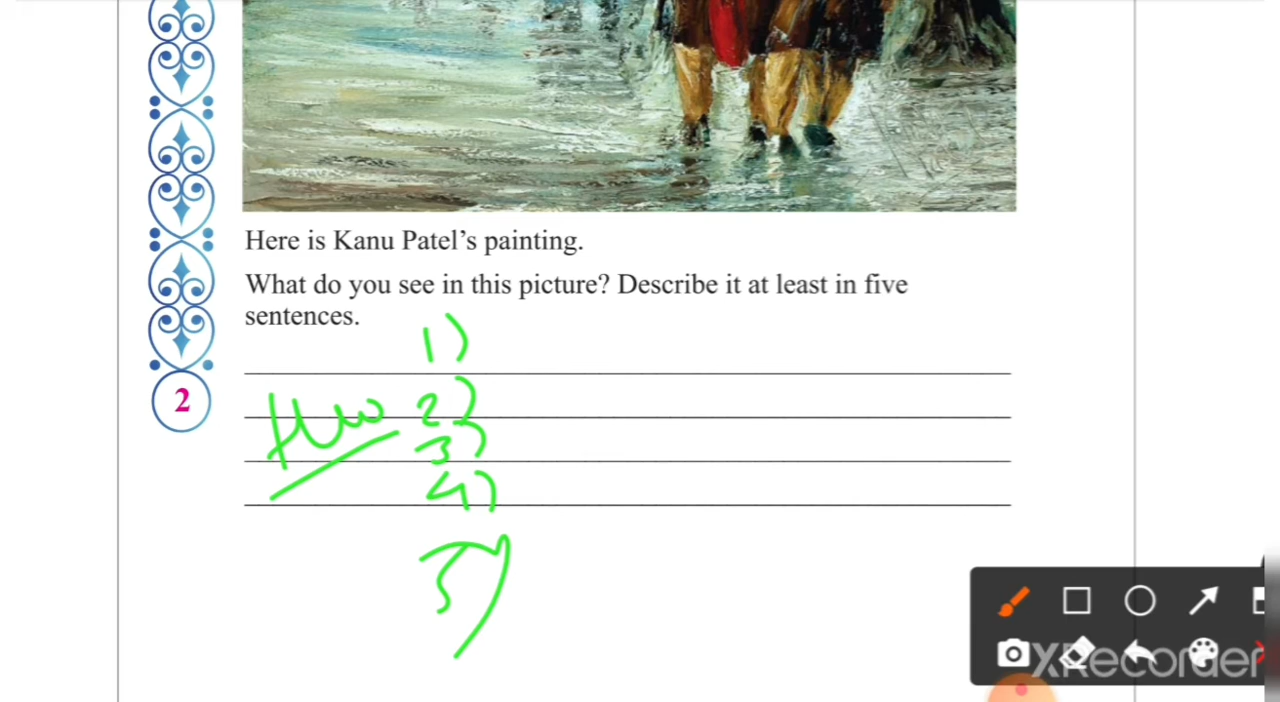 Here is Kanu Patel's painting.
What do you see in this picture? Describe it at least in five
sentences.
1)
2)
HW
3)
4)
5)
2
XRecorder